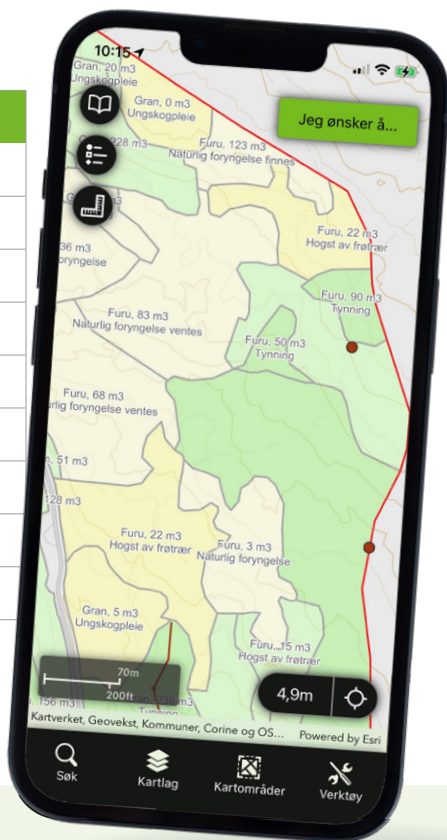 10:15
Gran, 20 m3
Ungskogpleie
Gran, 0 m3
Ungskogpleie
Jeg ønsker å...
228 m3
Furu, 123 m3
Naturlig foryngelse finnes
Furu, 22 m3
Hogst av frøtrær
36 m3
foryngelse
Furu, 90 m3
Tynning
Furu, 83 m3
Naturlig foryngelse ventes
Furu, 50 m3
Tynning
Furu, 68 m3
urlig foryngelse ventes
51 m3
128 m3
Furu, 22 m3
Hogst av frøtrær
Furu, 3 m3
Naturlig foryngelse
Gran, 5 m3
Ungskogpleie
Furu, 15 m3
Hogst av frøtrær
70m
200ft
156 m3
Tynning
4,9m
Kartverket, Geovekst, Kommuner, Corine og OS...
Powered by Esri
Søk
Kartlag
Kartområder
Verktøy